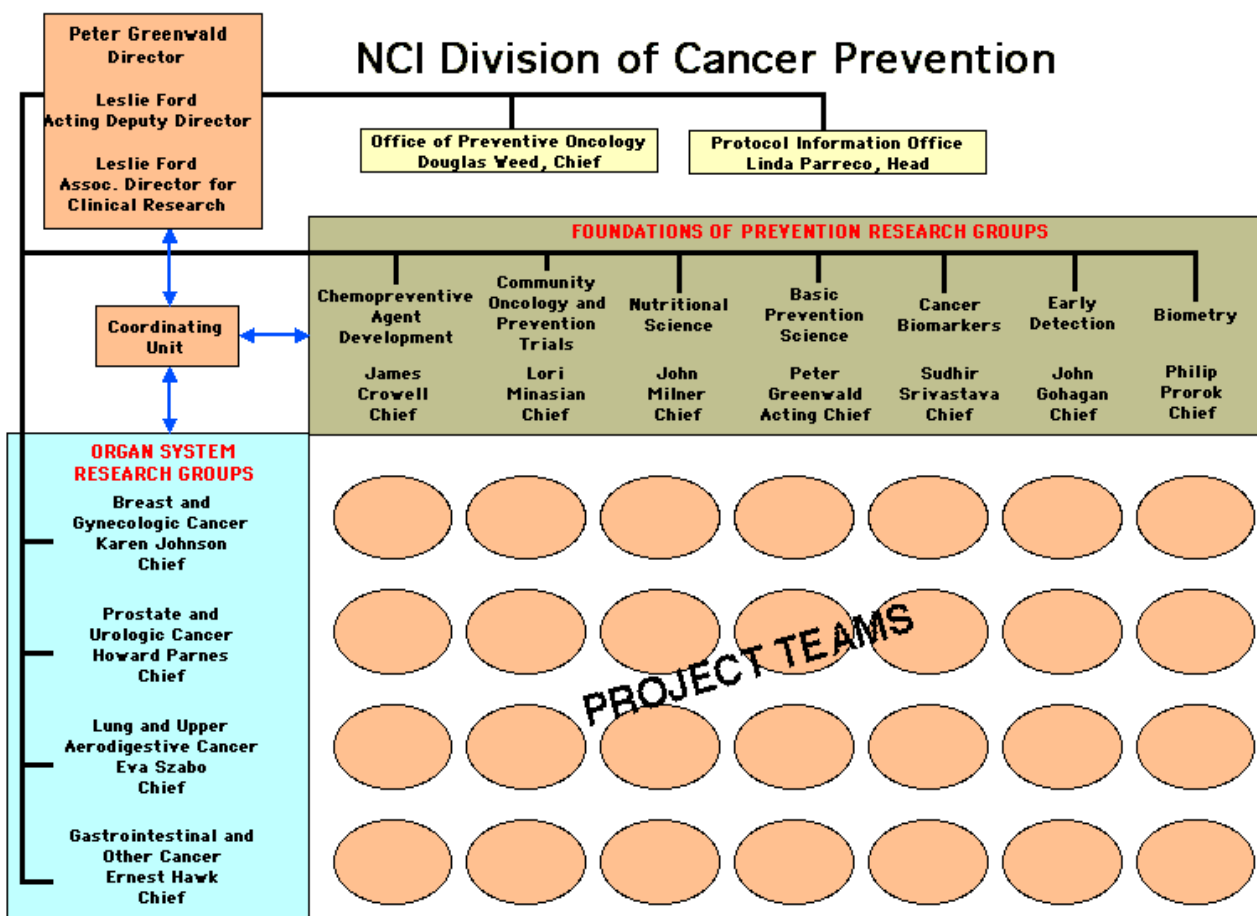 Peter Greenwald
Director
Leslie Ford
Acting Deputy Director
Leslie Ford
Assoc. Director for
Clinical Research
NCI Division of Cancer Prevention
Office of Preventive Oncology
Douglas Weed, Chief
Protocol Information Office
Linda Parreco, Head
Coordinating
Unit
FOUNDATIONS OF PREVENTION RESEARCH GROUPS
Chemopreventive
Agent
Development
James
Crowell
Chief
Community
Oncology and
Prevention
Trials
Lori
Minasian
Chief
Nutritional
Science
John
Milner
Chief
Basic
Prevention
Science
Peter
Greenwald
Acting Chief
Cancer
Biomarkers
Sudhir
Srivastava
Chief
Early
Detection
John
Gohagan
Chief
Biometry
Philip
Prorok
Chief
ORGAN SYSTEM
RESEARCH GROUPS
Breast and
Gynecologic Cancer
Karen Johnson
Chief
Prostate and
Urologic Cancer
Howard Parnes
Chief
Lung and Upper
Aerodigestive Cancer
Eva Szabo
Chief
Gastrointestinal and
Other Cancer
Ernest Hawk
Chief
PROJECT TEAMS